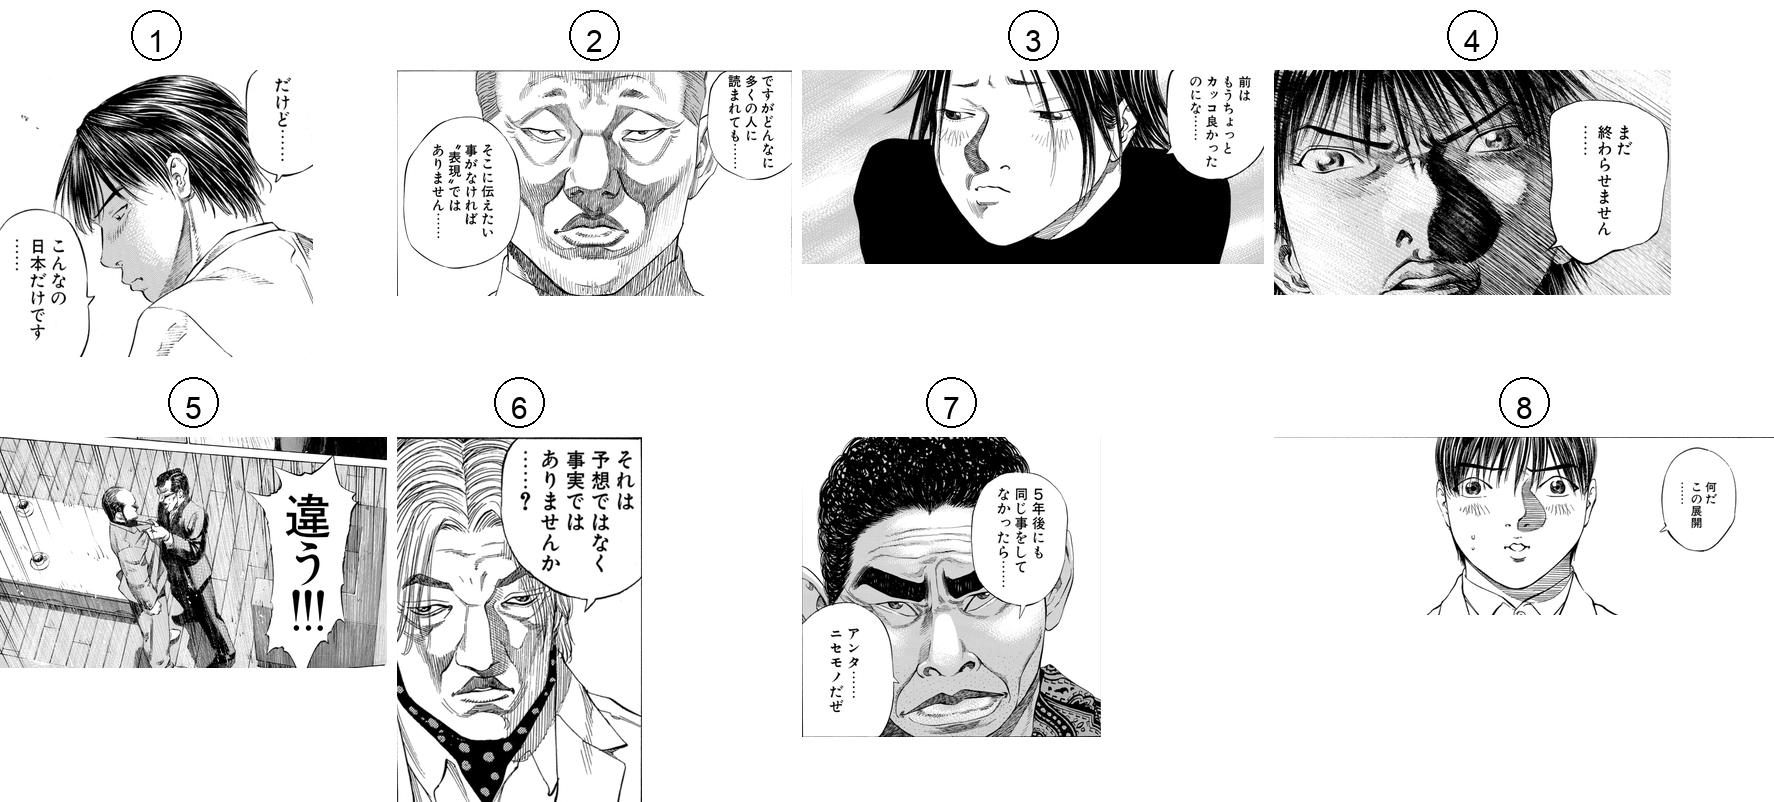 1
だけど……
こんなの
日本だけです
……
2
ですがどんなに
多くの人に
読まれても……
そこに伝えたい
事がなければ
〝表現〟では
ありません……
3
前は
もうちょっと
カッコ良かった
のにな……
4
まだ
終わらせません
……
5
違う!!!
6
それは
予想ではなく
事実では
ありませんか
……?
7
5年後にも
同じ事をして
なかったら……
アンタ……
ニセモノだぜ
8
何だ
この展開
……